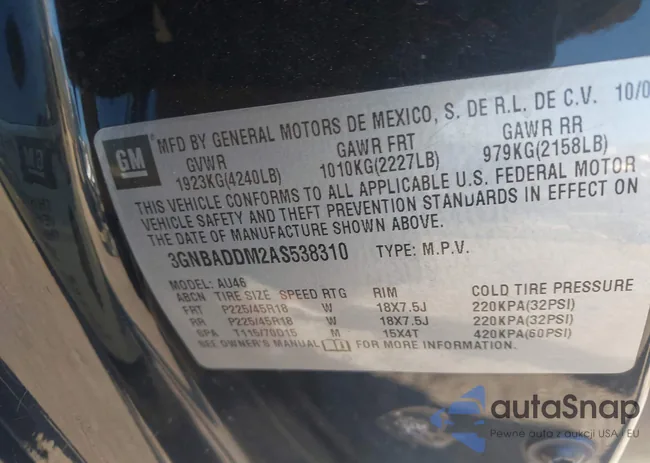 GM
MFD BY GENERAL MOTORS DE MEXICO, S. DE R.L. DE C.V. 10/0
GVWR GAWR FRT GAWR RR
1923KG(4240LB) 1010KG(2227LB) 979KG(2158LB)
THIS VEHICLE CONFORMS TO ALL APPLICABLE U.S. FEDERAL MOTOR
VEHICLE SAFETY AND THEFT PREVENTION STANDARDS IN EFFECT ON
THE DATE OF MANUFACTURE SHOWN ABOVE.
3GNBADDM2AS538310 TYPE: M.P.V.
MODEL: AU46
ABCN TIRE SIZE SPEED RTG RIM COLD TIRE PRESSURE
FRT P225/45R18 W 18X7.5J 220KPA(32PSI)
RR P225/45R18 W 18X7.5J 220KPA(32PSI)
SPA T115/70D15 M 15X4T 420KPA(60PSI)
SEE OWNER'S MANUAL FOR MORE INFORMATION.
autaSnap
Pewne auto z aukcji USA i EU